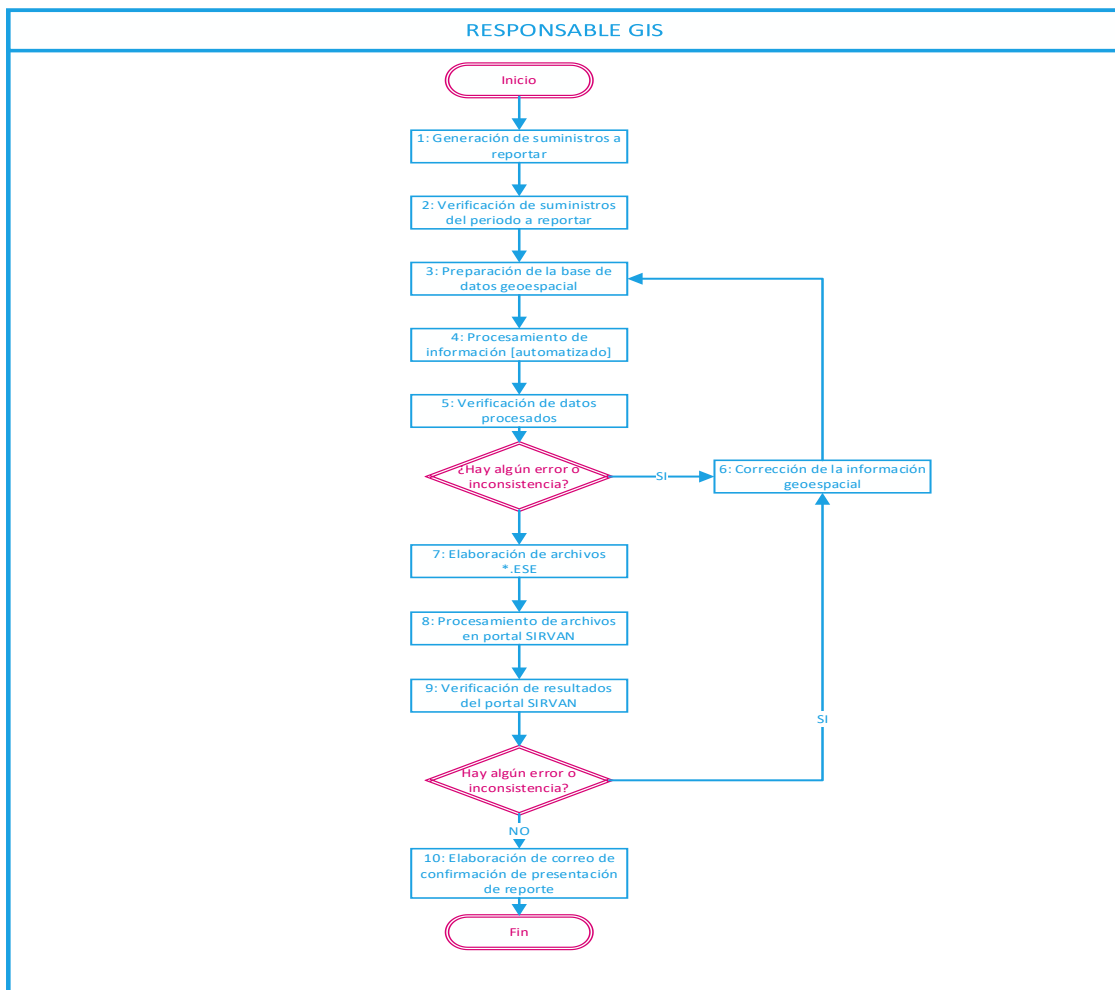 RESPONSABLE GIS
Inicio
1: Generación de suministros a
reportar
2: Verificación de suministros
del periodo a reportar
3: Preparación de la base de
datos geoespacial
4: Procesamiento de
información [automatizado]
5: Verificación de datos
procesados
¿Hay algún error o
inconsistencia?
SI
6: Corrección de la información
geoespacial
7: Elaboración de archivos
*.ESE
8: Procesamiento de archivos
en portal SIRVAN
9: Verificación de resultados
del portal SIRVAN
SI
Hay algún error o
inconsistencia?
NO
10: Elaboración de correo de
confirmación de presentación
de reporte
Fin